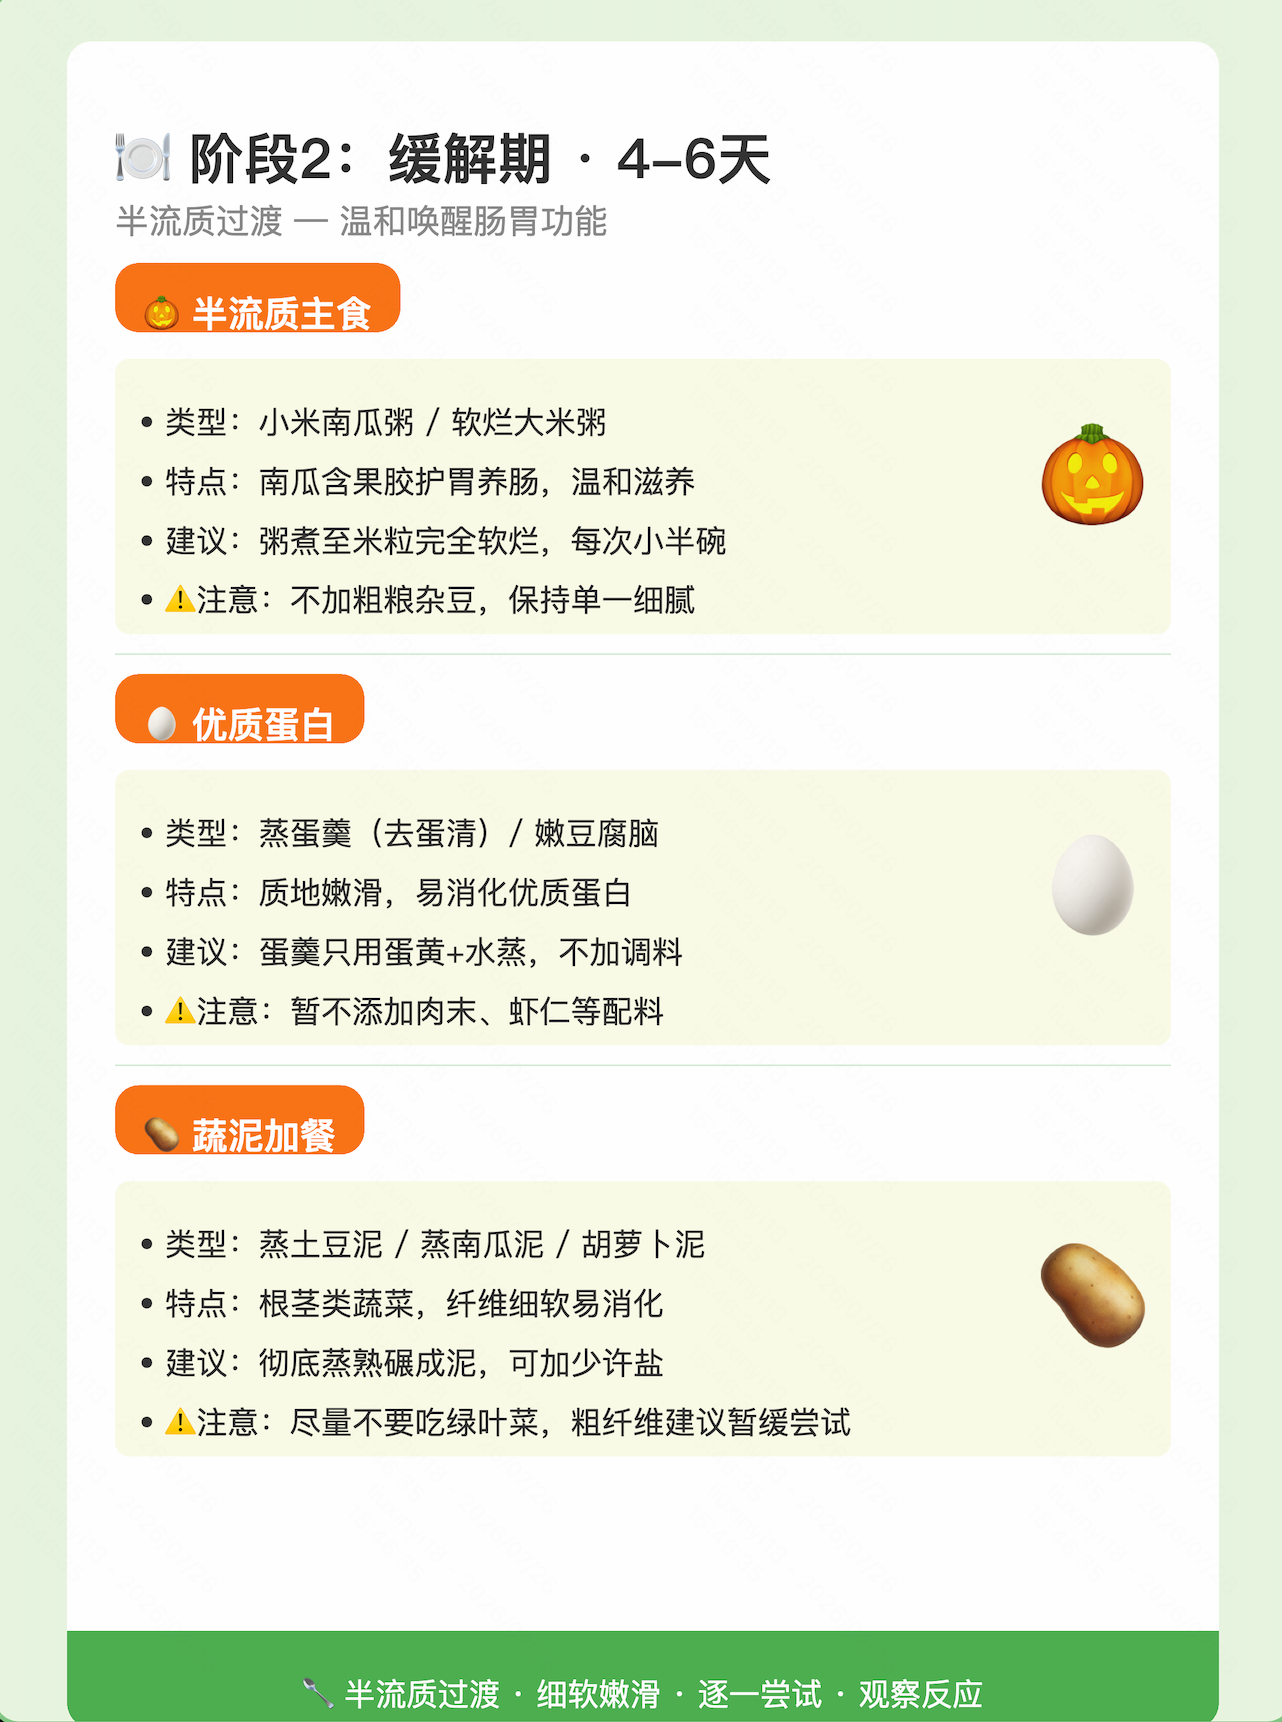 阶段2：缓解期 · 4–6天
半流质过渡 — 温和唤醒肠胃功能
半流质主食
• 类型：小米南瓜粥 / 软烂大米粥
• 特点：南瓜含果胶护胃养肠，温和滋养
• 建议：粥煮至米粒完全软烂，每次小半碗
• ⚠️注意：不加粗粮杂豆，保持单一细腻
优质蛋白
• 类型：蒸蛋羹（去蛋清）/ 嫩豆腐脑
• 特点：质地嫩滑，易消化优质蛋白
• 建议：蛋羹只用蛋黄+水蒸，不加调料
• ⚠️注意：暂不添加肉末、虾仁等配料
蔬泥加餐
• 类型：蒸土豆泥 / 蒸南瓜泥 / 胡萝卜泥
• 特点：根茎类蔬菜，纤维细软易消化
• 建议：彻底蒸熟碾成泥，可加少许盐
• ⚠️注意：尽量不要吃绿叶菜，粗纤维建议暂缓尝试
半流质过渡 · 细软嫩滑 · 逐一尝试 · 观察反应